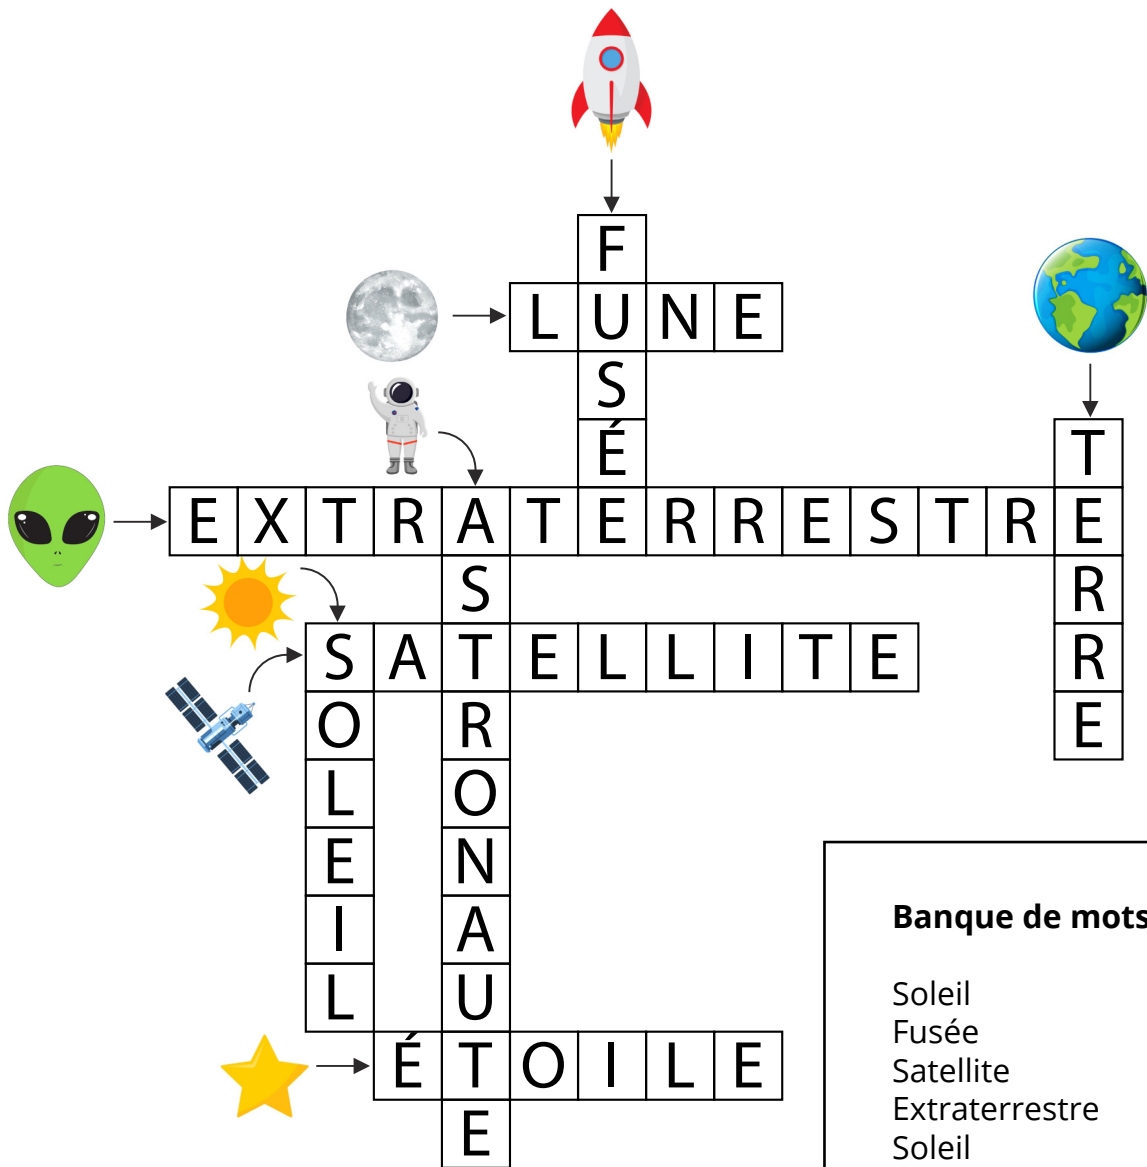 F
LUNE
S
É
T
EXTRATERRESTRE
S
R
SATELLITE
R
O
R
E
L
O
E
N
I
A
L
U
ÉTOILE
E
Banque de mots
Soleil
Fusée
Satellite
Extraterrestre
Soleil